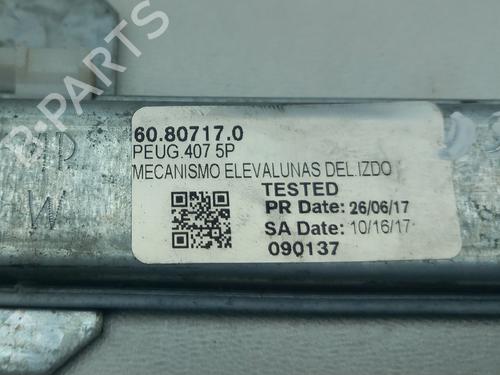 B-PARTS
60.80717.0
PEUG.407 5P
MECANISMO ELEVALUNAS DEL.IZDO
TESTED
PR Date: 26/06/17
SA Date: 10/16/17
090137
W